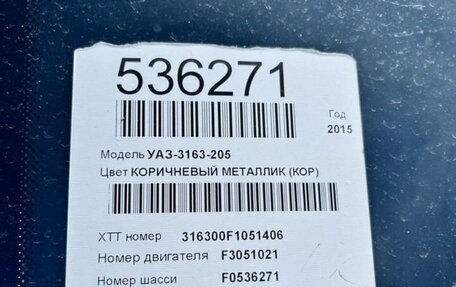 536271
Год
2015
Модель УАЗ-3163-205
Цвет КОРИЧНЕВЫЙ МЕТАЛЛИК (КОР)
XTT номер 316300F1051406
Номер двигателя F3051021
Номер шасси F0536271